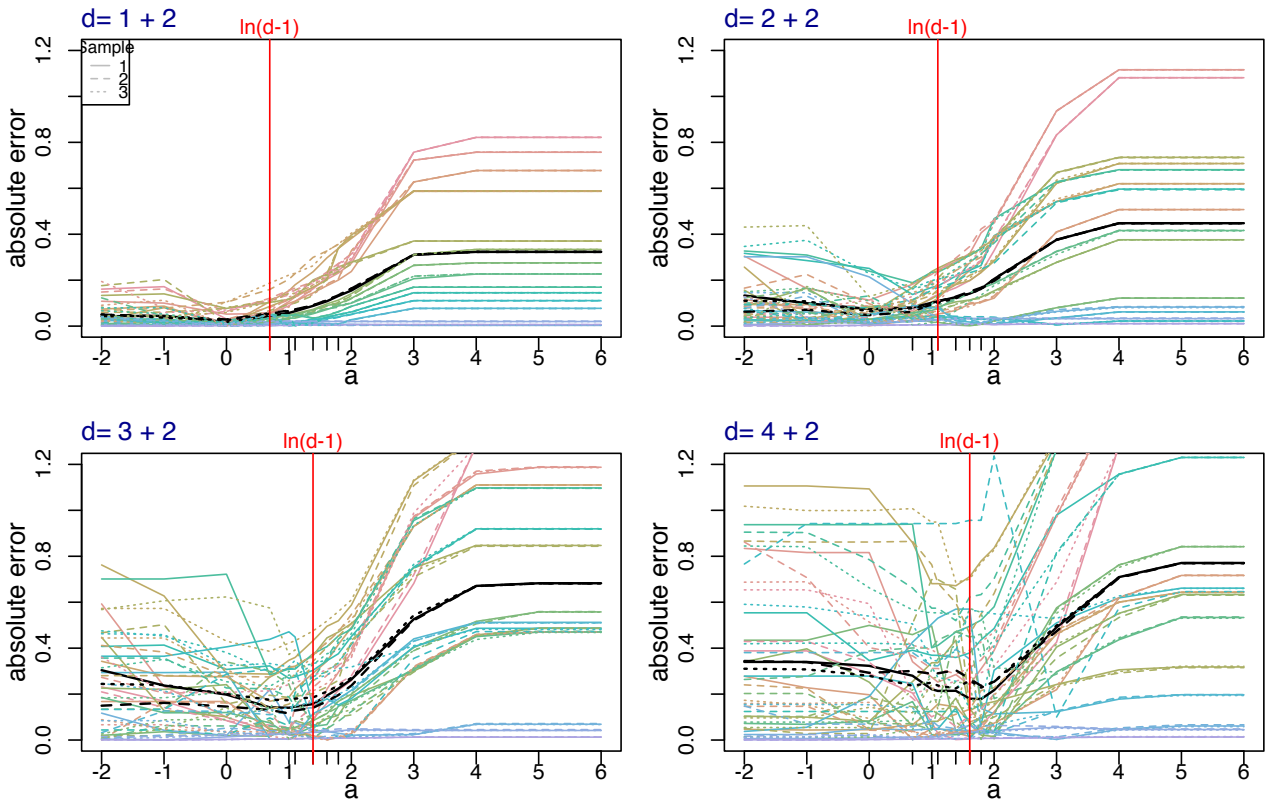 d= 1 + 2
ln(d-1)
Sample
1
2
3
absolute error
0.0 0.4 0.8 1.2
-2 -1 0 1 2 3 4 5 6
a
d= 2 + 2
ln(d-1)
absolute error
0.0 0.4 0.8 1.2
-2 -1 0 1 2 3 4 5 6
a
d= 3 + 2
ln(d-1)
absolute error
0.0 0.4 0.8 1.2
-2 -1 0 1 2 3 4 5 6
a
d= 4 + 2
ln(d-1)
absolute error
0.0 0.4 0.8 1.2
-2 -1 0 1 2 3 4 5 6
a